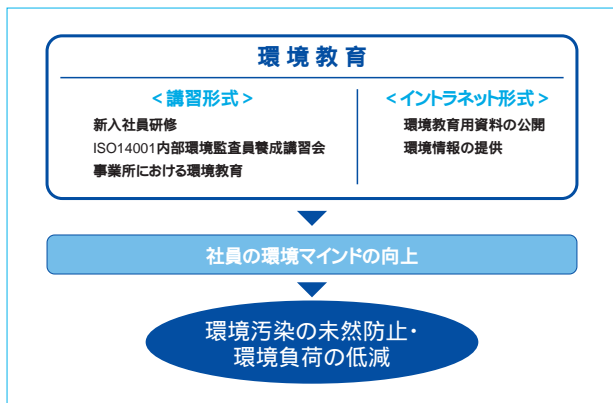 環境教育
<講習形式>
新入社員研修
ISO14001内部環境監査員養成講習会
事業所における環境教育
<イントラネット形式>
環境教育用資料の公開
環境情報の提供
社員の環境マインドの向上
環境汚染の未然防止・
環境負荷の低減